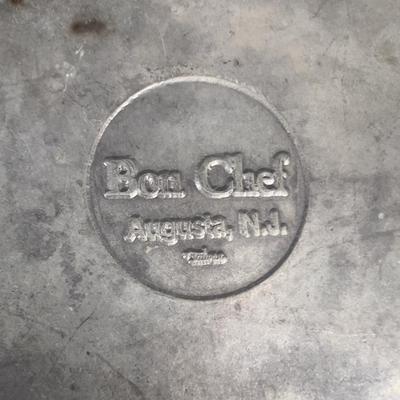 Bon Chef
Augusta, N.J.